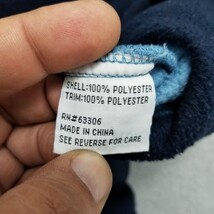 SHELL:100% POLYESTER
TRIM:100% POLYESTER
RN#63306
MADE IN CHINA
SEE REVERSE FOR CARE